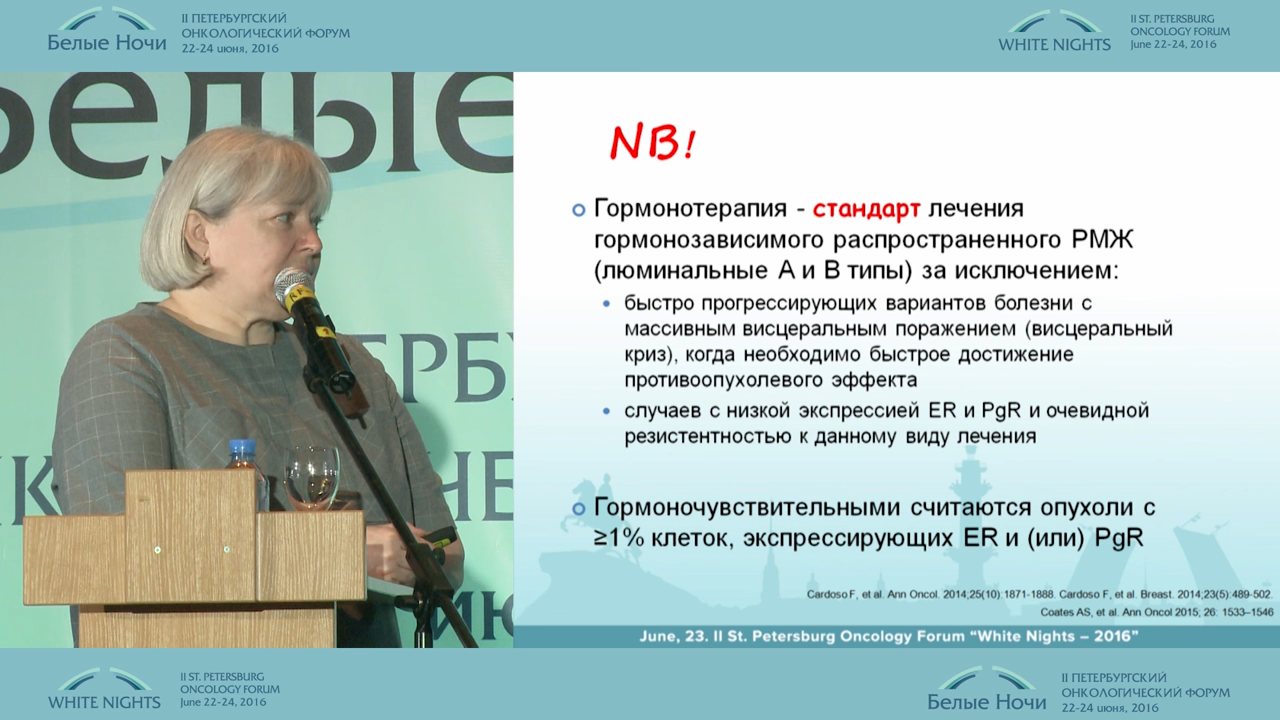 Белые Ночи
II ПЕТЕРБУРГСКИЙ
ОНКОЛОГИЧЕСКИЙ ФОРУМ
22-24 июня, 2016
WHITE NIGHTS
II ST. PETERSBURG
ONCOLOGY FORUM
June 22-24, 2016
Белые
NB!
Гормонотерапия - стандарт лечения
гормонозависимого распространенного РМЖ
(люминальные А и В типы) за исключением:
быстро прогрессирующих вариантов болезни с
массивным висцеральным поражением (висцеральный
криз), когда необходимо быстрое достижение
противоопухолевого эффекта
случаев с низкой экспрессией ER и PgR и очевидной
резистентностью к данному виду лечения
Гормоночувствительными считаются опухоли с
≥1% клеток, экспрессирующих ER и (или) PgR
Cardoso F, et al. Ann Oncol. 2014;25(10):1871-1888. Cardoso F, et al. Breast. 2014;23(5):489-502.
Coates AS, et al. Ann Oncol 2015; 26: 1533–1546
June, 23. II St. Petersburg Oncology Forum “White Nights – 2016”
WHITE NIGHTS
II ST. PETERSBURG
ONCOLOGY FORUM
June 22-24, 2016
Белые Ночи
II ПЕТЕРБУРГСКИЙ
ОНКОЛОГИЧЕСКИЙ ФОРУМ
22-24 июня, 2016